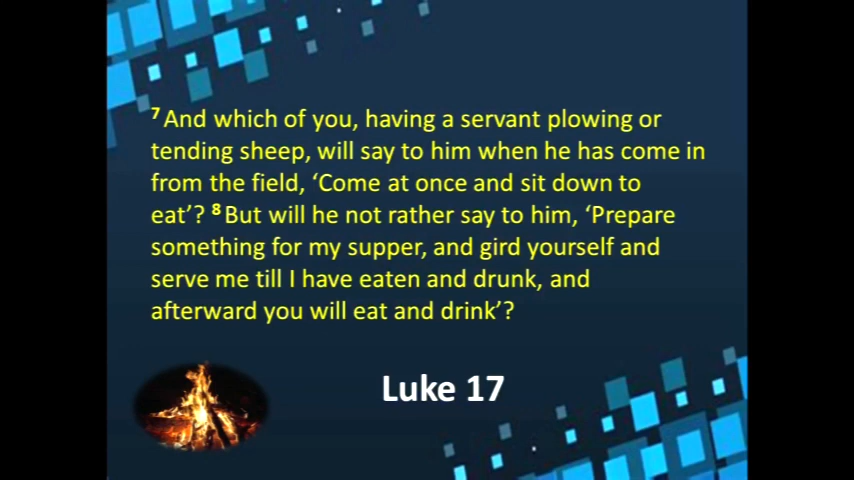 7 And which of you, having a servant plowing or
tending sheep, will say to him when he has come in
from the field, ‘Come at once and sit down to
eat’? 8 But will he not rather say to him, ‘Prepare
something for my supper, and gird yourself and
serve me till I have eaten and drunk, and
afterward you will eat and drink’?
Luke 17